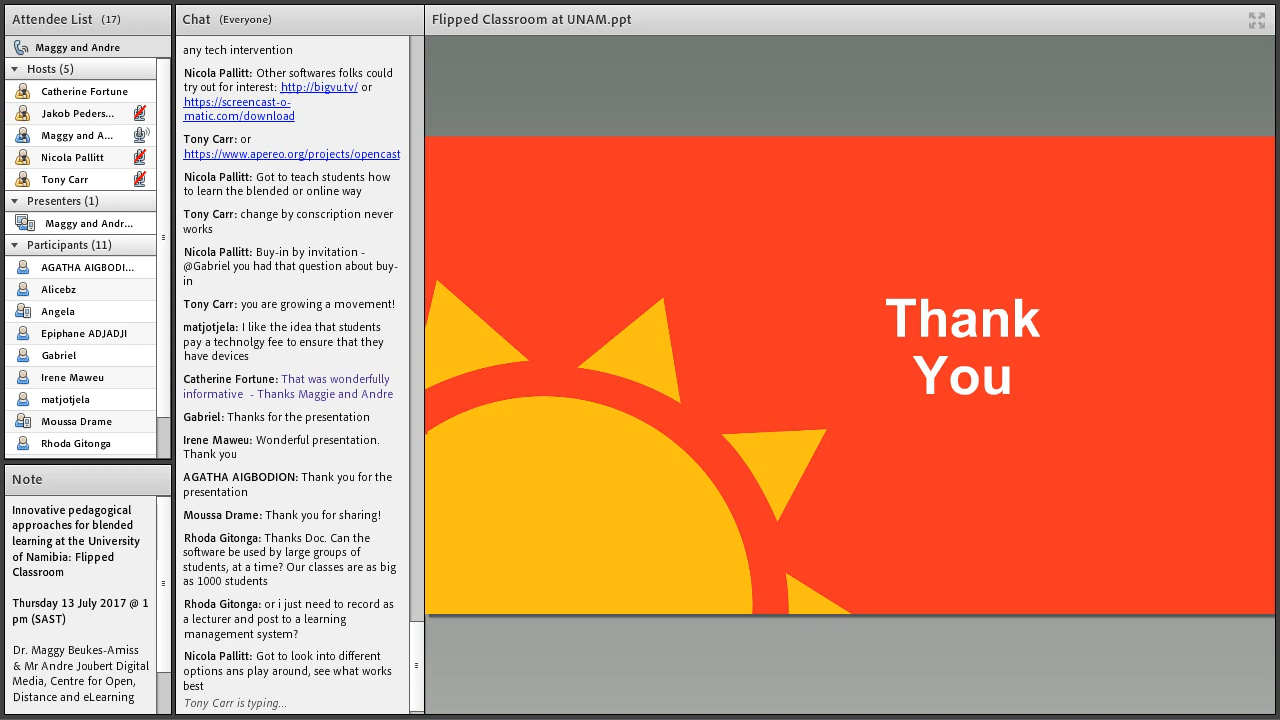 Attendee List (17)
Maggy and Andre
Hosts (5)
Catherine Fortune
Jakob Peders...
Maggy and A...
Nicola Pallitt
Tony Carr
Presenters (1)
Maggy and Andr...
Participants (11)
AGATHA AIGBODI...
Alicebz
Angela
Epiphane ADJADJI
Gabriel
Irene Maweu
matjotjela
Moussa Drame
Rhoda Gitonga
Note
Innovative pedagogical
approaches for blended
learning at the University
of Namibia: Flipped
Classroom
Thursday 13 July 2017 @ 1
pm (SAST)
Dr. Maggy Beukes-Amiss
& Mr Andre Joubert Digital
Media, Centre for Open,
Distance and eLearning
Chat (Everyone)
any tech intervention
Nicola Pallitt: Other softwares folks could
try out for interest: http://bigvu.tv/ or
https://screencast-o-
matic.com/download
Tony Carr: or
https://www.apereo.org/projects/opencast
Nicola Pallitt: Got to teach students how
to learn the blended or online way
Tony Carr: change by conscription never
works
Nicola Pallitt: Buy-in by invitation -
@Gabriel you had that question about buy-
in
Tony Carr: you are growing a movement!
matjotjela: I like the idea that students
pay a technolgy fee to ensure that they
have devices
Catherine Fortune: That was wonderfully
informative - Thanks Maggie and Andre
Gabriel: Thanks for the presentation
Irene Maweu: Wonderful presentation.
Thank you
AGATHA AIGBODION: Thank you for the
presentation
Moussa Drame: Thank you for sharing!
Rhoda Gitonga: Thanks Doc. Can the
software be used by large groups of
students, at a time? Our classes are as big
as 1000 students
Rhoda Gitonga: or i just need to record as
a lecturer and post to a learning
management system?
Nicola Pallitt: Got to look into different
options ans play around, see what works
best
Tony Carr is typing...
Flipped Classroom at UNAM.ppt
Thank
You